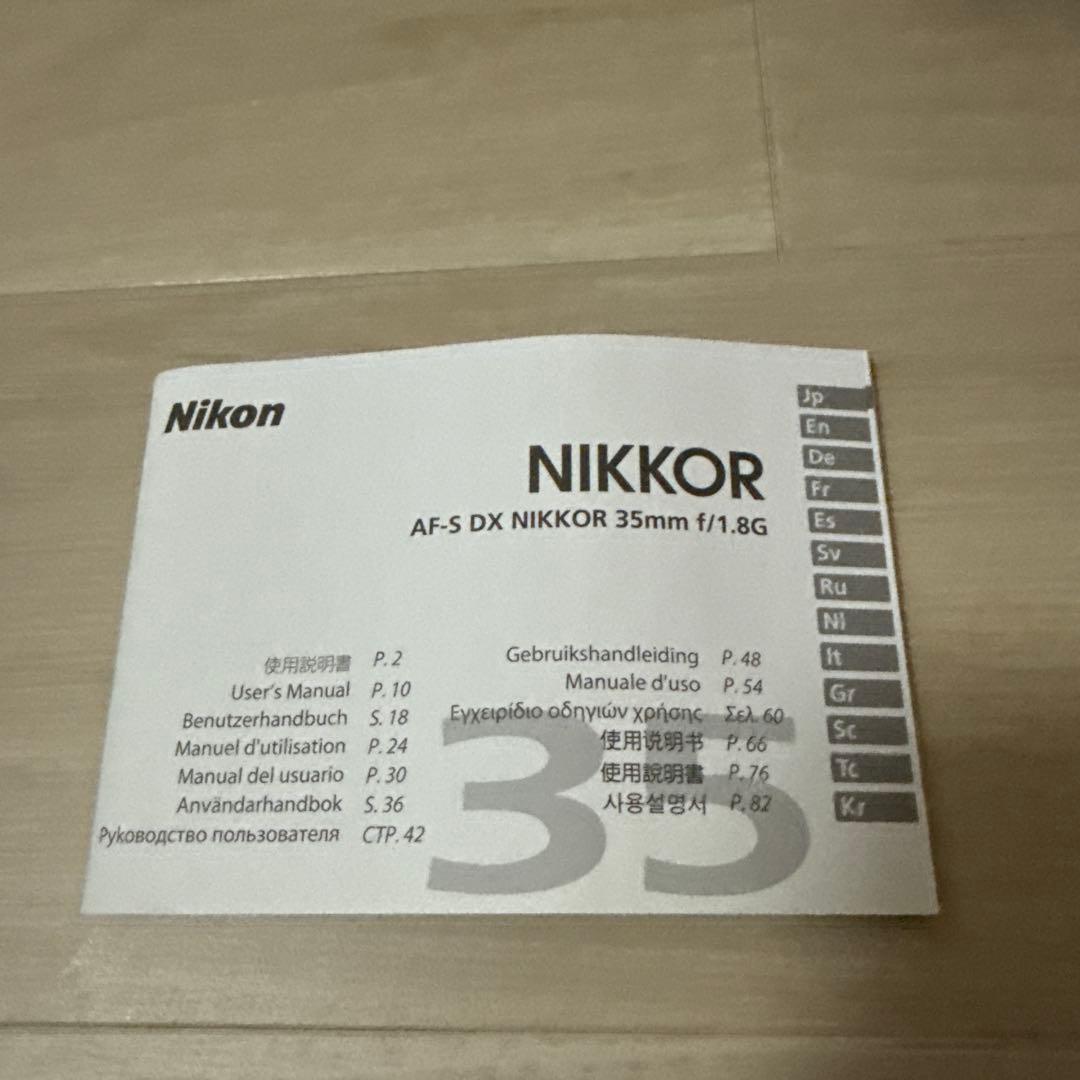 Nikon
NIKKOR
AF-S DX NIKKOR 35mm f/1.8G
使用説明書 P. 2
User's Manual P. 10
Benutzerhandbuch S. 18
Manuel d'utilisation P. 24
Manual del usuario P. 30
Användarhandbok S. 36
Руководство пользователя СТР. 42
Gebruikshandleiding P. 48
Manuale d'uso P. 54
Εγχειρίδιο οδηγιών χρήσης Σελ. 60
使用说明书 P. 66
使用說明書 P. 76
사용설명서 P. 82
35
Jp
En
De
Fr
Es
Sv
Ru
Nl
It
Gr
Sc
Tc
Kr